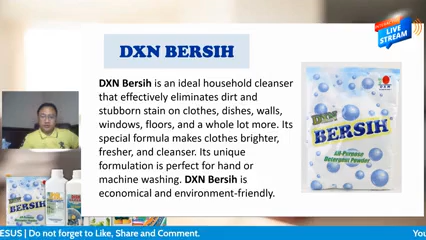 DXN BERSIH
INTERACTIVE
LIVE
STREAM
DXN Bersih is an ideal household cleanser
that effectively eliminates dirt and
stubborn stain on clothes, dishes, walls,
windows, floors, and a whole lot more. Its
special formula makes clothes brighter,
fresher, and cleanser. Its unique
formulation is perfect for hand or
machine washing. DXN Bersih is
economical and environment-friendly.
DXN
BERSIH
All-Purpose
Detergent Powder
BERSIH
ESUS | Do not forget to Like, Share and Comment.
You